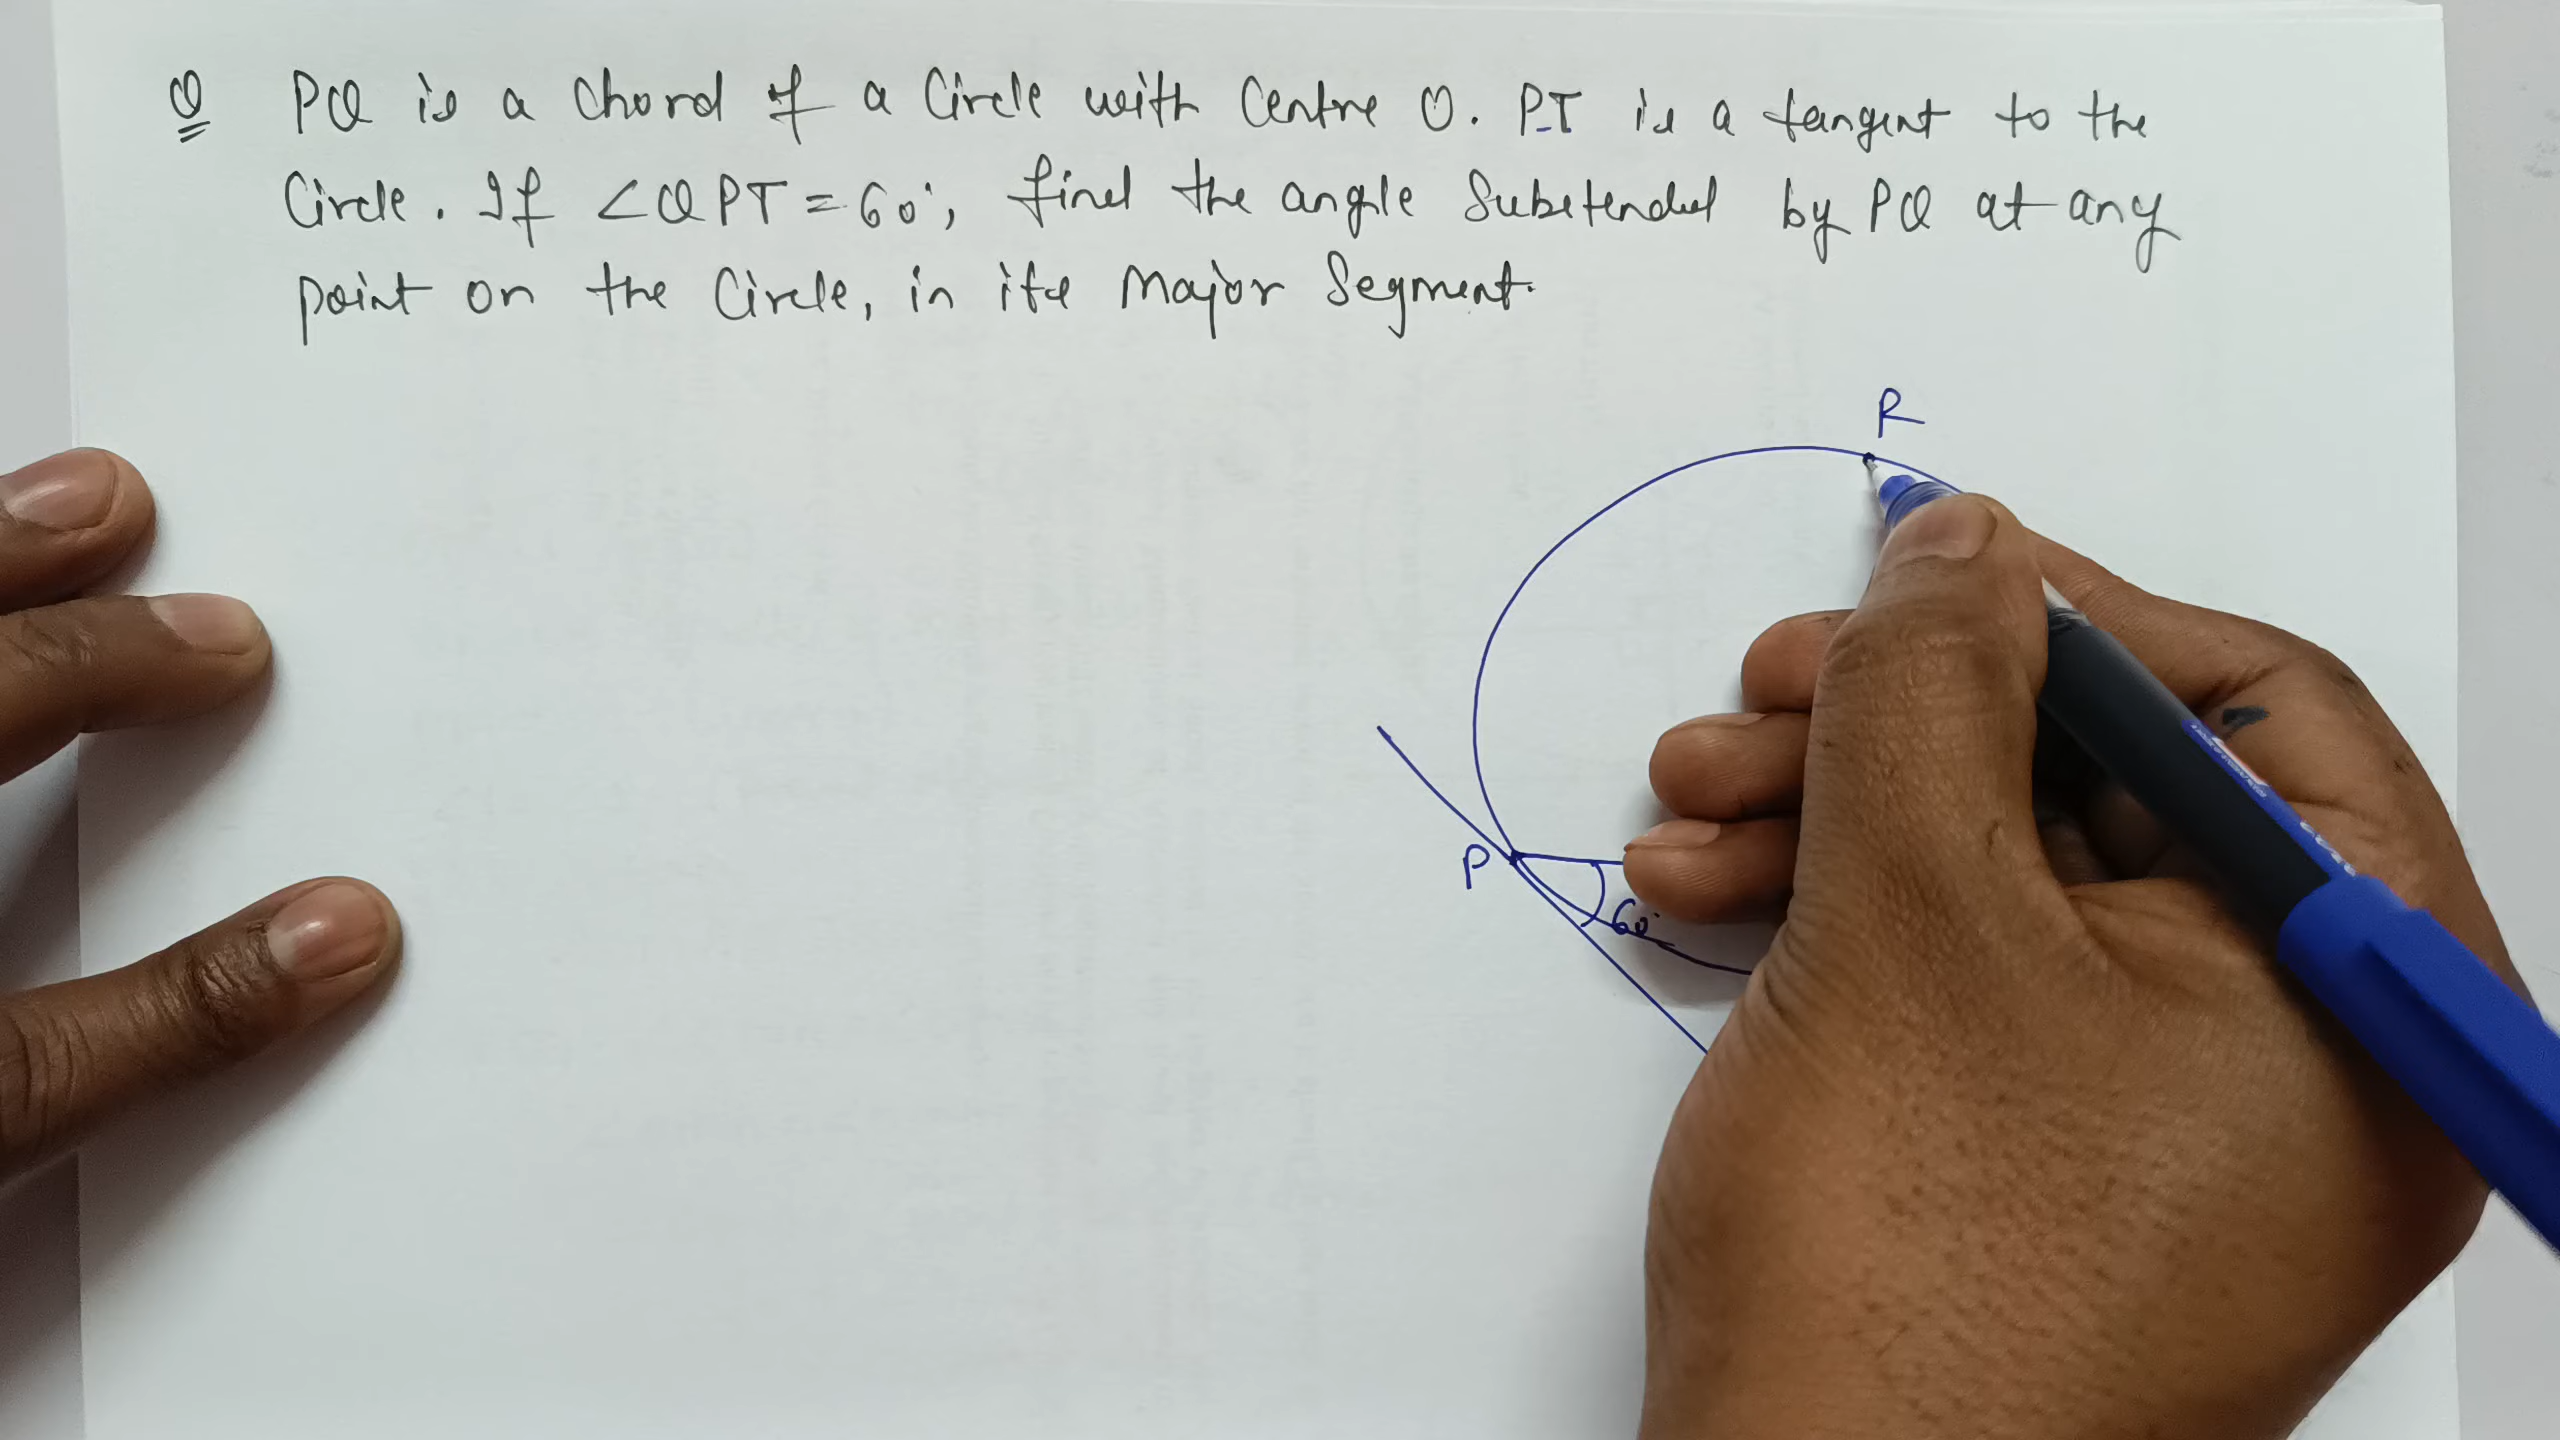 Q PQ is a Chord of a Circle with Centre O. PT is a tangent to the
Circle. If ∠QPT = 60°, find the angle Substended by PQ at any
point on the Circle, in its Major Segment.
R
P
60°